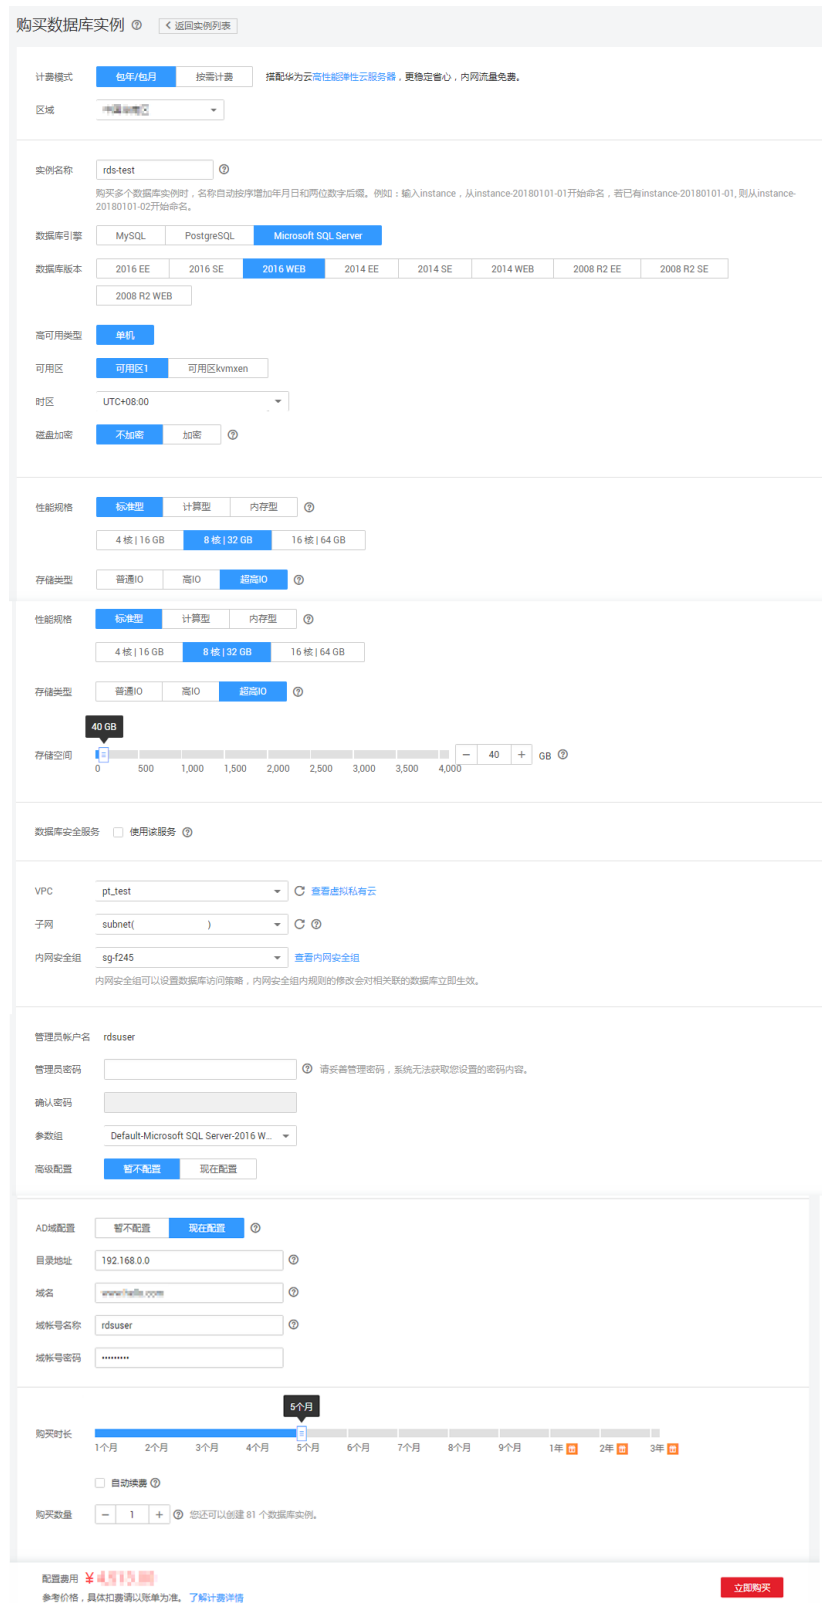 购买数据库实例 ? < 返回实例列表
计费模式 包年/包月 按需计费 搭配华为云高性能弹性云服务器，更稳定省心，内网流量免费。
区域
实例名称 rds-test ?
购买多个数据库实例时，名称自动按序增加年月日和两位数字后缀。例如：输入instance，从instance-20180101-01开始命名，若已有instance-20180101-01, 则从instance-
20180101-02开始命名。
数据库引擎 MySQL PostgreSQL Microsoft SQL Server
数据库版本 2016 EE 2016 SE 2016 WEB 2014 EE 2014 SE 2014 WEB 2008 R2 EE 2008 R2 SE
2008 R2 WEB
高可用类型 单机
可用区 可用区1 可用区kvmxen
时区 UTC+08:00
磁盘加密 不加密 加密 ?
性能规格 标准型 计算型 内存型 ?
4 核 | 16 GB 8 核 | 32 GB 16 核 | 64 GB
存储类型 普通IO 高IO 超高IO ?
性能规格 标准型 计算型 内存型 ?
4 核 | 16 GB 8 核 | 32 GB 16 核 | 64 GB
存储类型 普通IO 高IO 超高IO ?
40 GB
存储空间 − 40 + GB ?
0 500 1,000 1,500 2,000 2,500 3,000 3,500 4,000
数据库安全服务 使用该服务 ?
VPC pt_test 查看虚拟私有云
子网 subnet( ) ?
内网安全组 sg-f245 查看内网安全组
内网安全组可以设置数据库访问策略，内网安全组内规则的修改会对相关联的数据库立即生效。
管理员帐户名 rdsuser
管理员密码 ? 请妥善管理密码，系统无法获取您设置的密码内容。
确认密码
参数组 Default-Microsoft SQL Server-2016 W...
高级配置 暂不配置 现在配置
AD域配置 暂不配置 现在配置 ?
目录地址 192.168.0.0 ?
域名 ?
域帐号名称 rdsuser ?
域帐号密码 •••••••••
5个月
购买时长
1个月 2个月 3个月 4个月 5个月 6个月 7个月 8个月 9个月 1年 2年 3年
自动续费 ?
购买数量 − 1 + ? 您还可以创建 81 个数据库实例。
配置费用 ¥
参考价格，具体扣费请以账单为准。 了解计费详情
立即购买